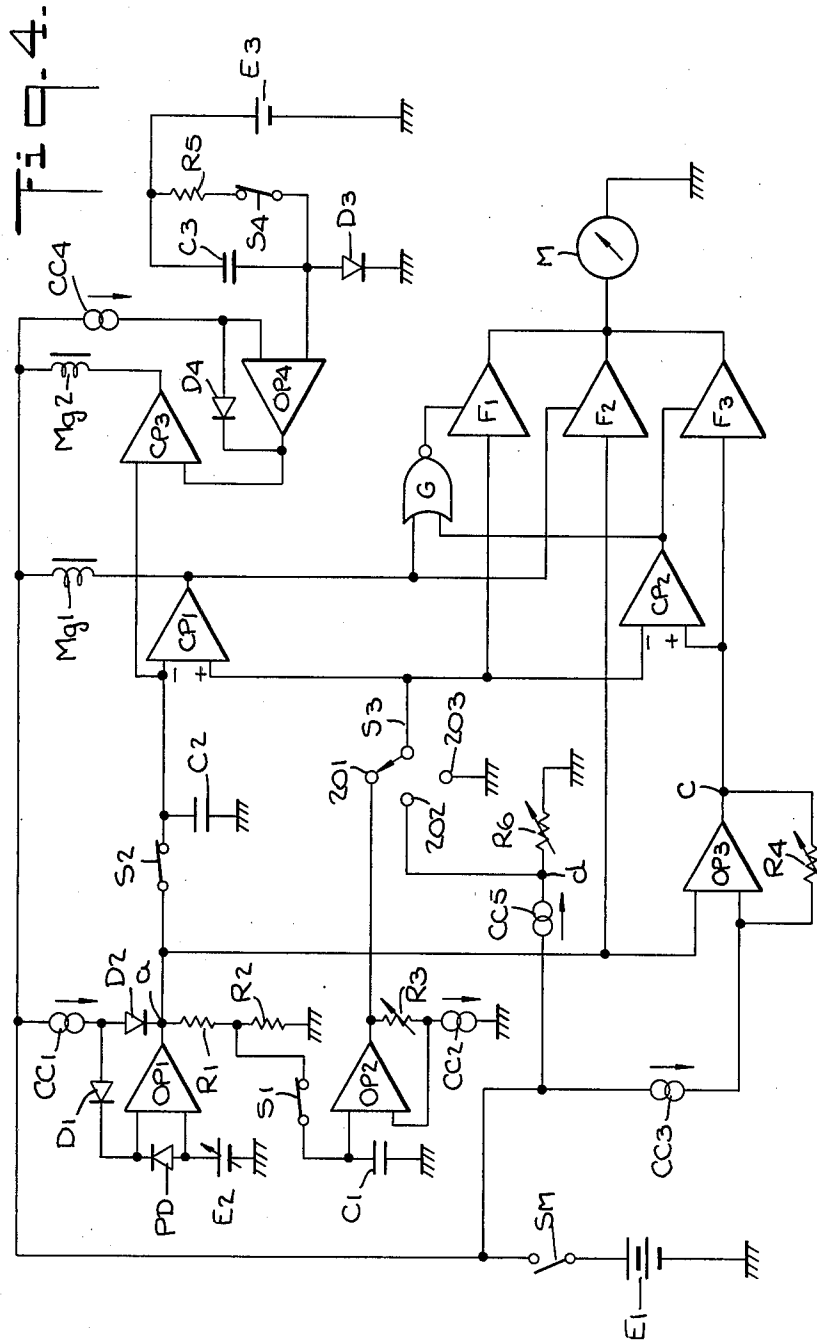 Fig. 4.
CC4
Mg2
Mg1
C3
R5
S4
E3
D3
D4
OP4
CP3
CC1
D2
D1
a
OP1
PD
E2
R1
R2
S1
S2
C2
CP1
-
+
C1
OP2
R3
CC2
201
S3
202
203
R6
d
CC5
G
F1
F2
F3
M
CP2
-
+
C
OP3
R4
CC3
SM
E1